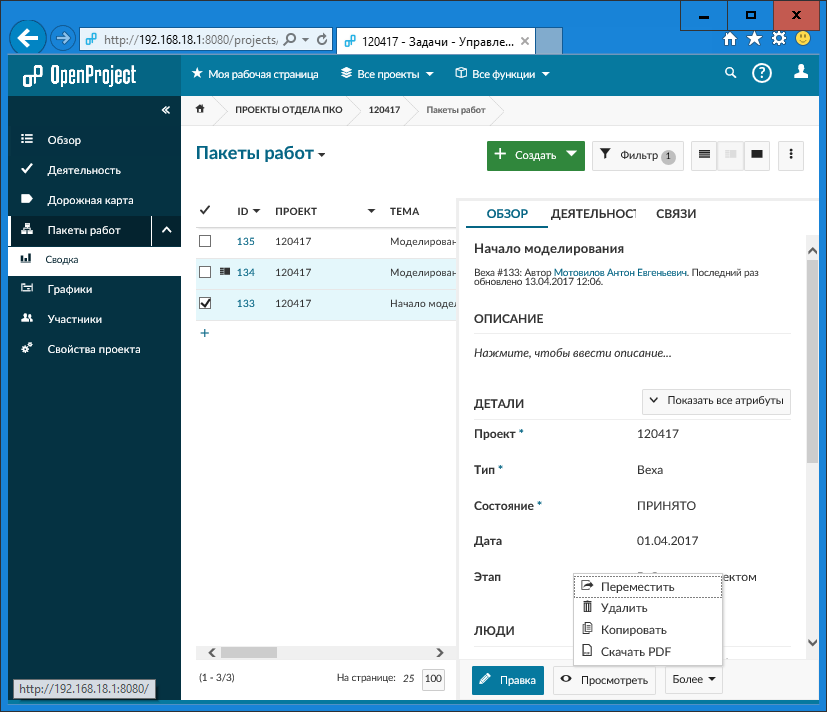 http://192.168.18.1:8080/projects/
120417 - Задачи - Управле...
OpenProject
Моя рабочая страница
Все проекты
Все функции
ПРОЕКТЫ ОТДЕЛА ПКО
120417
Пакеты работ
Обзор
Деятельность
Дорожная карта
Пакеты работ
Сводка
Графики
Участники
Свойства проекта
Пакеты работ
Создать
Фильтр 1
ID ПРОЕКТ ТЕМА
135 120417 Моделирован
134 120417 Моделирован
133 120417 Начало модел
+
ОБЗОР ДЕЯТЕЛЬНОСТ СВЯЗИ
Начало моделирования
Веха #133: Автор Мотовилов Антон Евгеньевич. Последний раз
обновлено 13.04.2017 12:06.
ОПИСАНИЕ
Нажмите, чтобы ввести описание...
ДЕТАЛИ
Показать все атрибуты
Проект * 120417
Тип * Веха
Состояние * ПРИНЯТО
Дата 01.04.2017
Этап ектом
Переместить
Удалить
Копировать
Скачать PDF
ЛЮДИ
(1 - 3/3)
На странице: 25 100
Правка
Просмотреть
Более
http://192.168.18.1:8080/